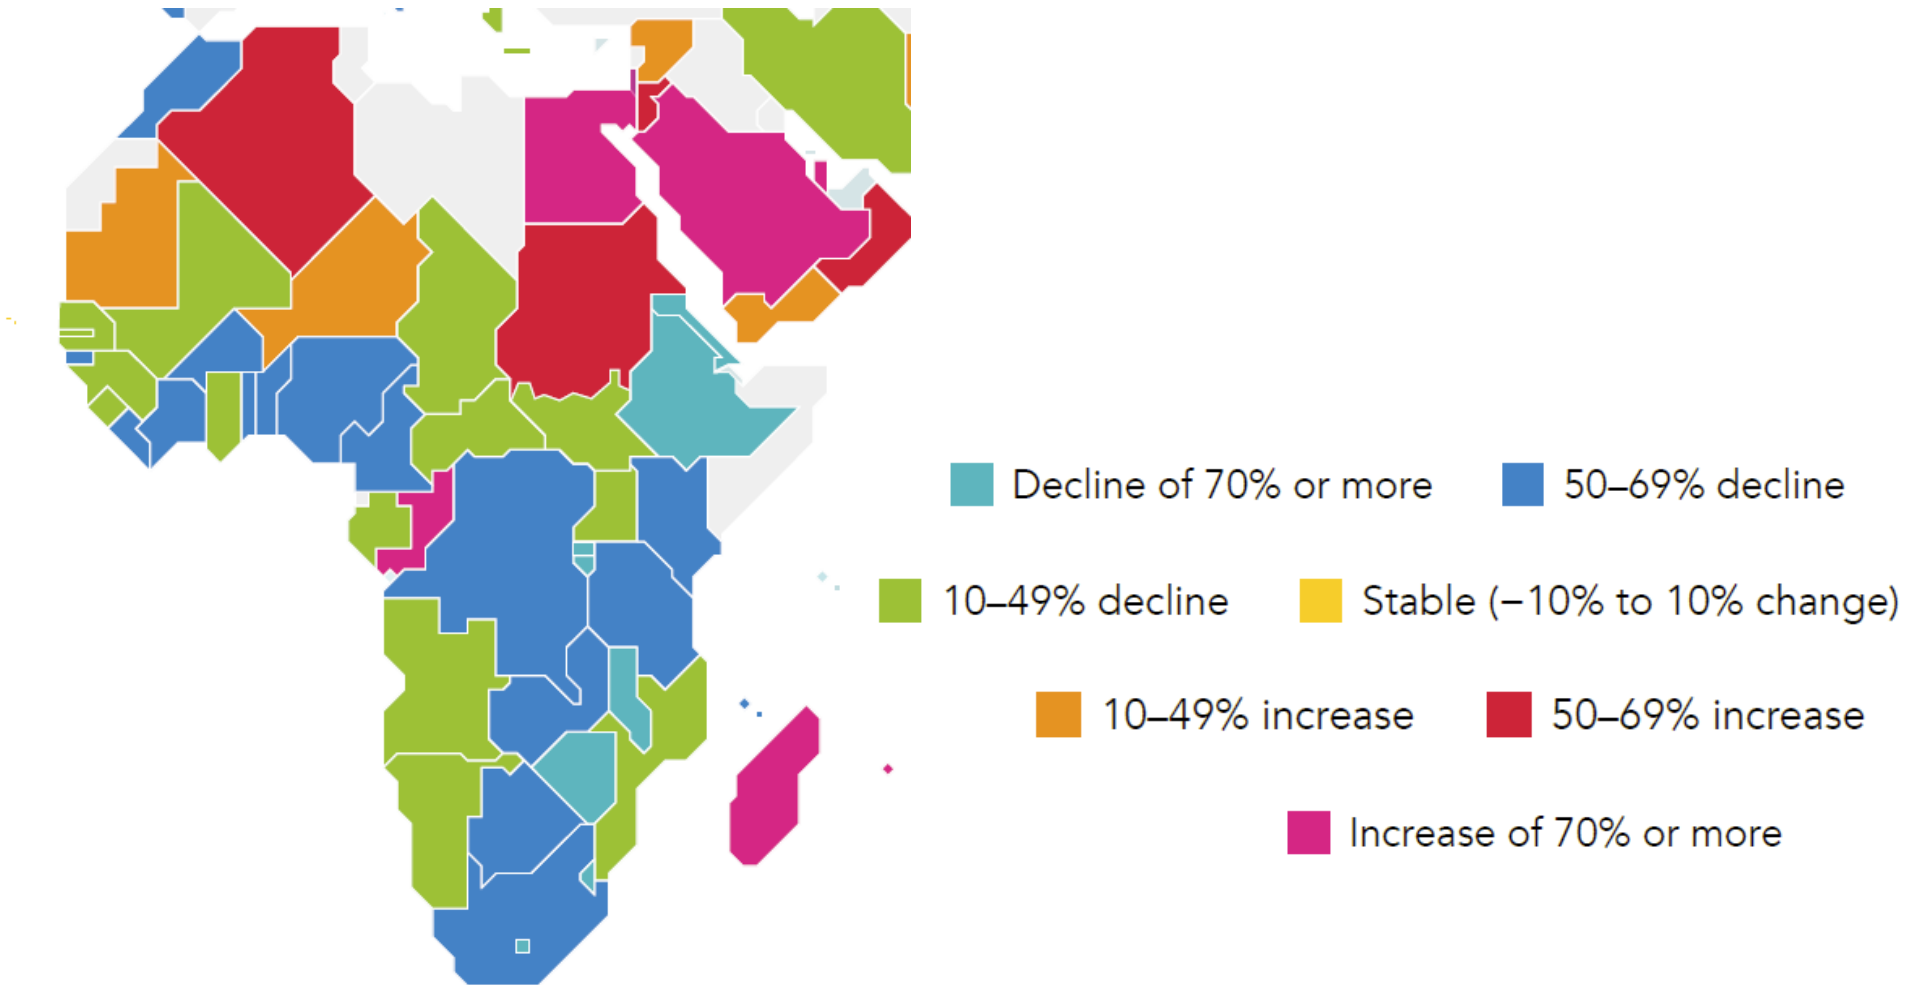 Decline of 70% or more
50–69% decline
10–49% decline
Stable (−10% to 10% change)
10–49% increase
50–69% increase
Increase of 70% or more